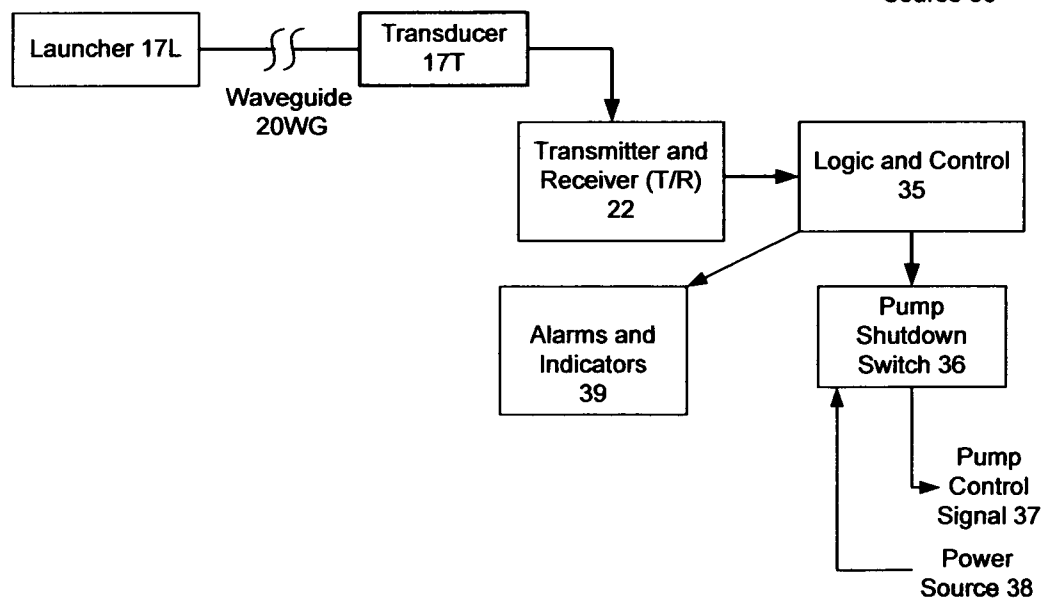 Launcher 17L
Transducer
17T
Waveguide
20WG
Transmitter and
Receiver (T/R)
22
Logic and Control
35
Alarms and
Indicators
39
Pump
Shutdown
Switch 36
Pump
Control
Signal 37
Power
Source 38